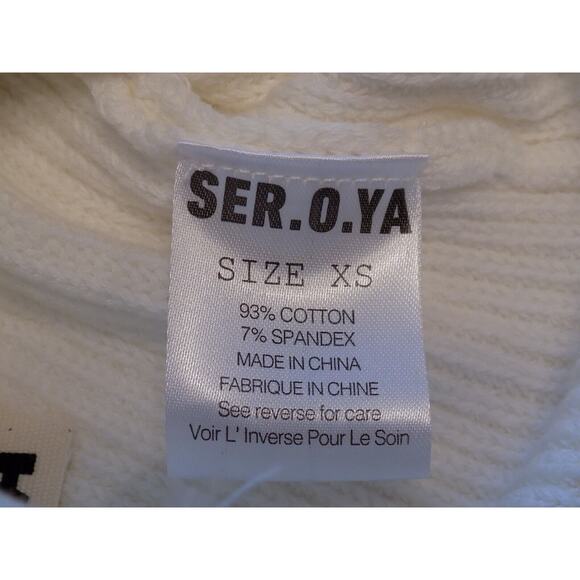 SER.O.YA
SIZE XS
93% COTTON
7% SPANDEX
MADE IN CHINA
FABRIQUE IN CHINE
See reverse for care
Voir L' Inverse Pour Le Soin